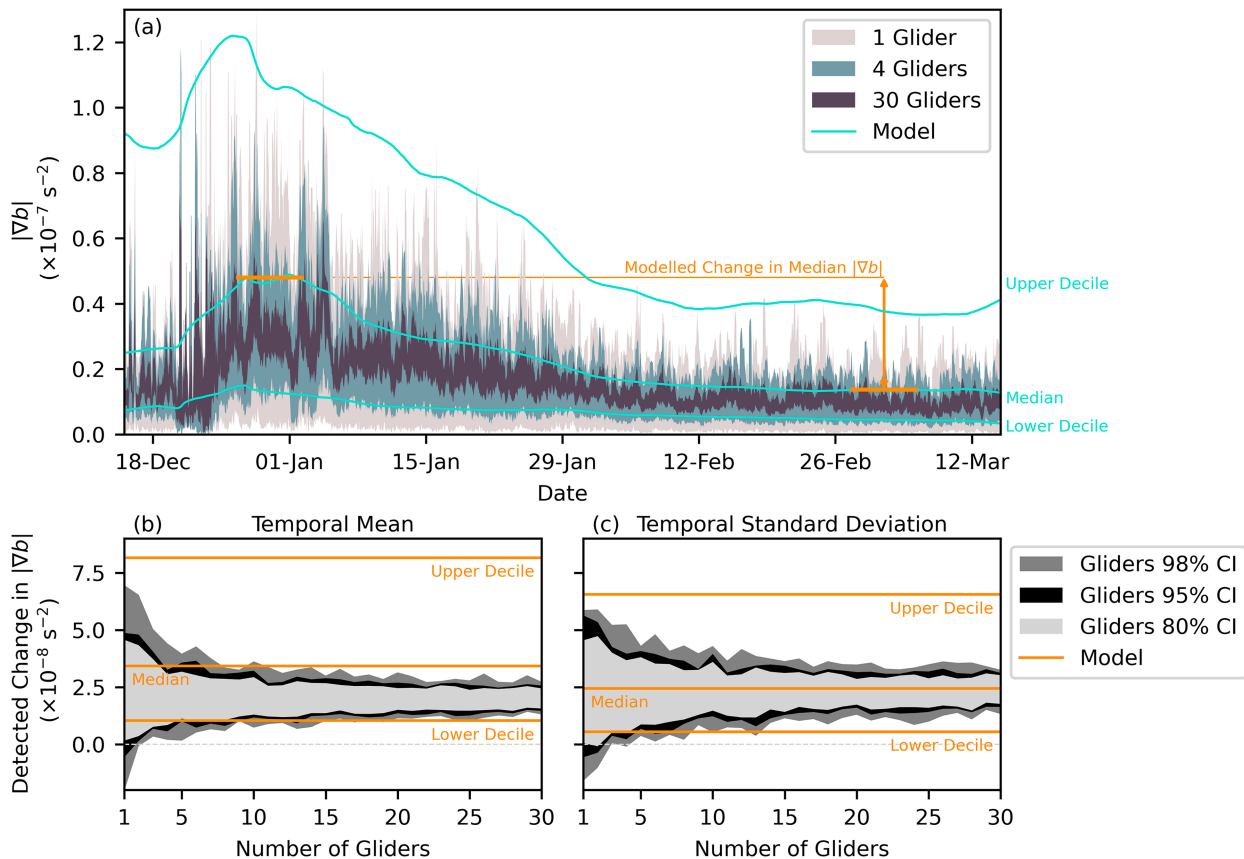 (a)
1 Glider
4 Gliders
30 Gliders
Model
|∇b|
(×10⁻⁷ s⁻²)
1.2
1.0
0.8
0.6
0.4
0.2
0.0
Modelled Change in Median |∇b|
Upper Decile
Median
Lower Decile
18-Dec 01-Jan 15-Jan 29-Jan 12-Feb 26-Feb 12-Mar
Date
(b) Temporal Mean
(c) Temporal Standard Deviation
Detected Change in |∇b|
(×10⁻⁸ s⁻²)
7.5
5.0
2.5
0.0
Upper Decile
Median
Lower Decile
1 5 10 15 20 25 30
Number of Gliders
Upper Decile
Median
Lower Decile
1 5 10 15 20 25 30
Number of Gliders
Gliders 98% CI
Gliders 95% CI
Gliders 80% CI
Model